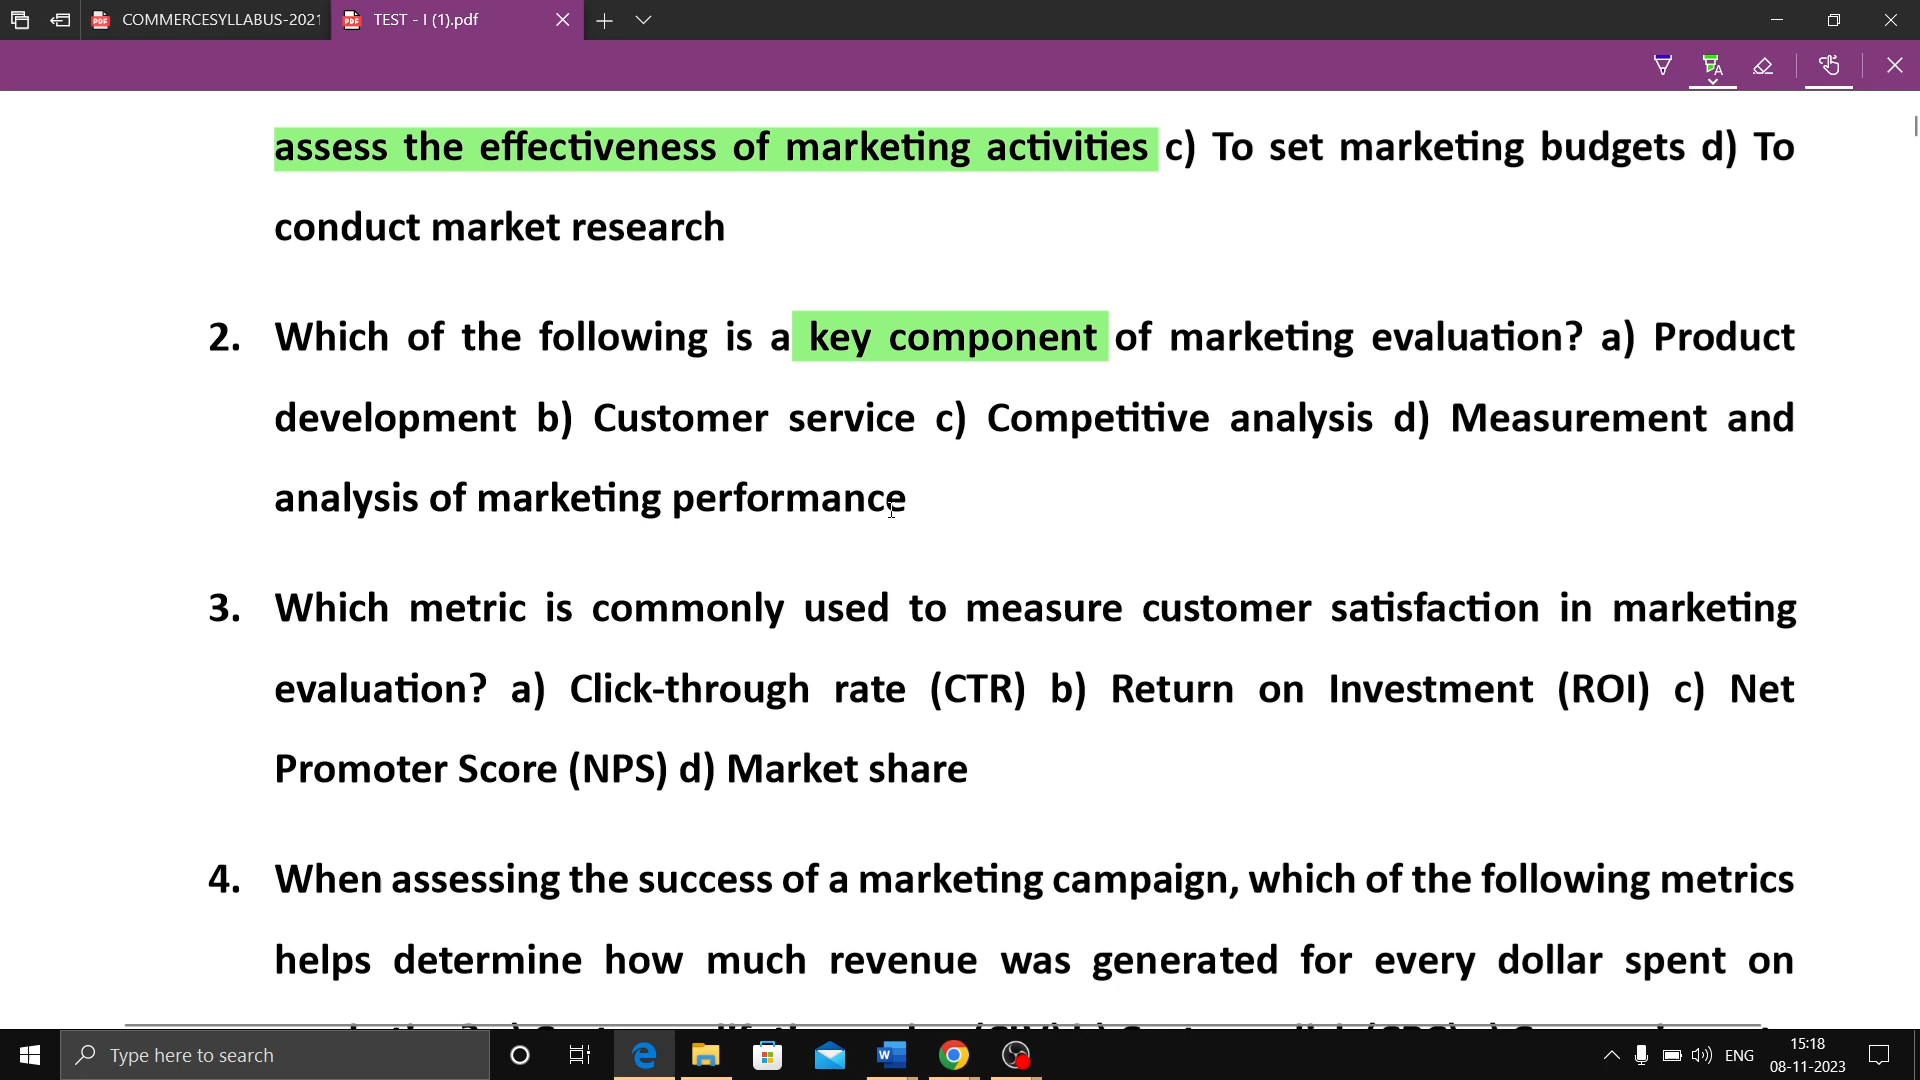 COMMERCESYLLABUS-2021
TEST - I (1).pdf
assess the effectiveness of marketing activities c) To set marketing budgets d) To
conduct market research
2. Which of the following is a key component of marketing evaluation? a) Product
development b) Customer service c) Competitive analysis d) Measurement and
analysis of marketing performance
3. Which metric is commonly used to measure customer satisfaction in marketing
evaluation? a) Click-through rate (CTR) b) Return on Investment (ROI) c) Net
Promoter Score (NPS) d) Market share
4. When assessing the success of a marketing campaign, which of the following metrics
helps determine how much revenue was generated for every dollar spent on
Type here to search
ENG
15:18
08-11-2023